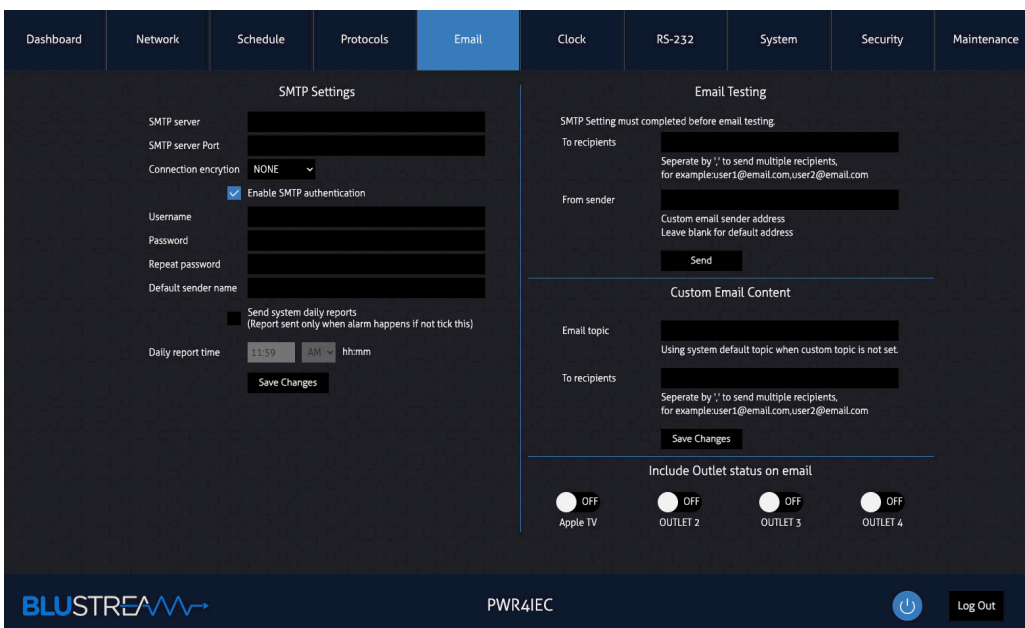 Dashboard Network Schedule Protocols Email Clock RS-232 System Security Maintenance
SMTP Settings
SMTP server
SMTP server Port
Connection encrytion NONE
Enable SMTP authentication
Username
Password
Repeat password
Default sender name
Send system daily reports
(Report sent only when alarm happens if not tick this)
Daily report time 11:59 AM hh:mm
Save Changes
Email Testing
SMTP Setting must completed before email testing.
To recipients
Seperate by ',' to send multiple recipients,
for example:user1@email.com,user2@email.com
From sender
Custom email sender address
Leave blank for default address
Send
Custom Email Content
Email topic
Using system default topic when custom topic is not set.
To recipients
Seperate by ',' to send multiple recipients,
for example:user1@email.com,user2@email.com
Save Changes
Include Outlet status on email
OFF OFF OFF OFF
Apple TV OUTLET 2 OUTLET 3 OUTLET 4
BLUSTREAM PWR4IEC Log Out